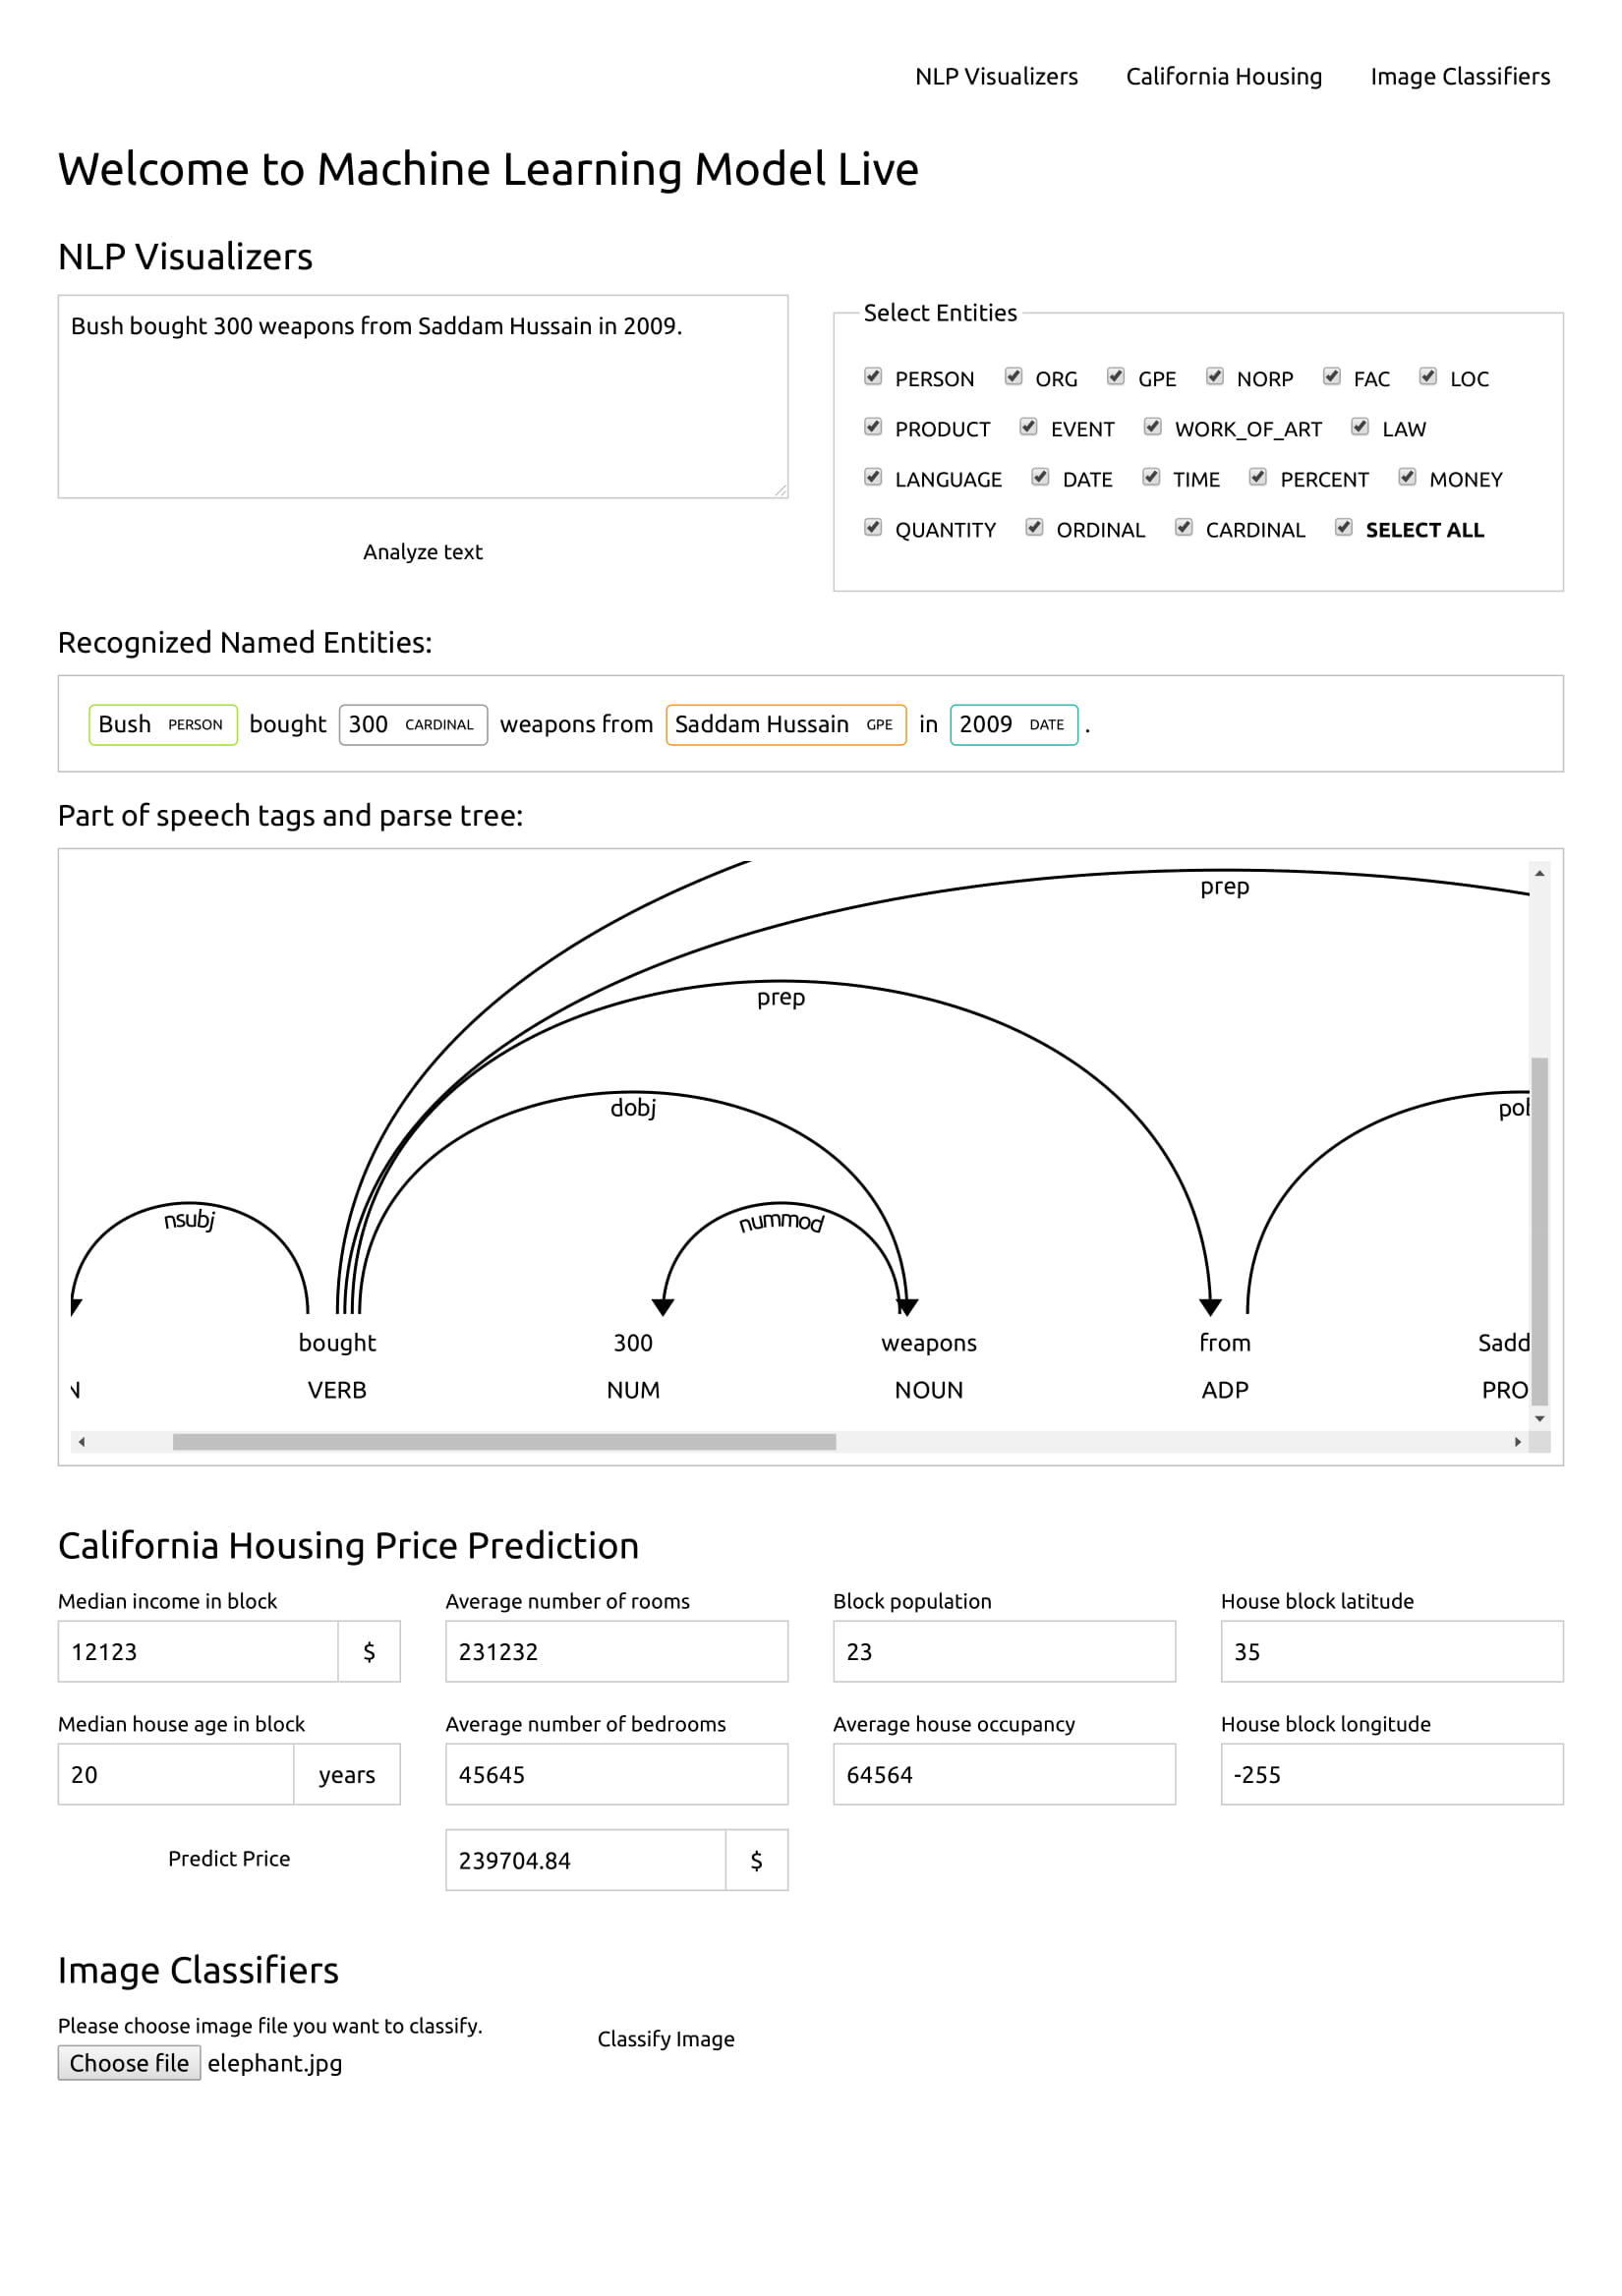 NLP Visualizers California Housing Image Classifiers
Welcome to Machine Learning Model Live
NLP Visualizers
Bush bought 300 weapons from Saddam Hussain in 2009.
Analyze text
Select Entities
PERSON ORG GPE NORP FAC LOC
PRODUCT EVENT WORK_OF_ART LAW
LANGUAGE DATE TIME PERCENT MONEY
QUANTITY ORDINAL CARDINAL SELECT ALL
Recognized Named Entities:
Bush PERSON bought 300 CARDINAL weapons from Saddam Hussain GPE in 2009 DATE .
Part of speech tags and parse tree:
prep
prep
dobj
nsubj nummod
bought 300 weapons from
VERB NUM NOUN ADP
California Housing Price Prediction
Median income in block Average number of rooms Block population House block latitude
12123 $ 231232 23 35
Median house age in block Average number of bedrooms Average house occupancy House block longitude
20 years 45645 64564 -255
Predict Price 239704.84 $
Image Classifiers
Please choose image file you want to classify.
Classify Image
Choose file elephant.jpg